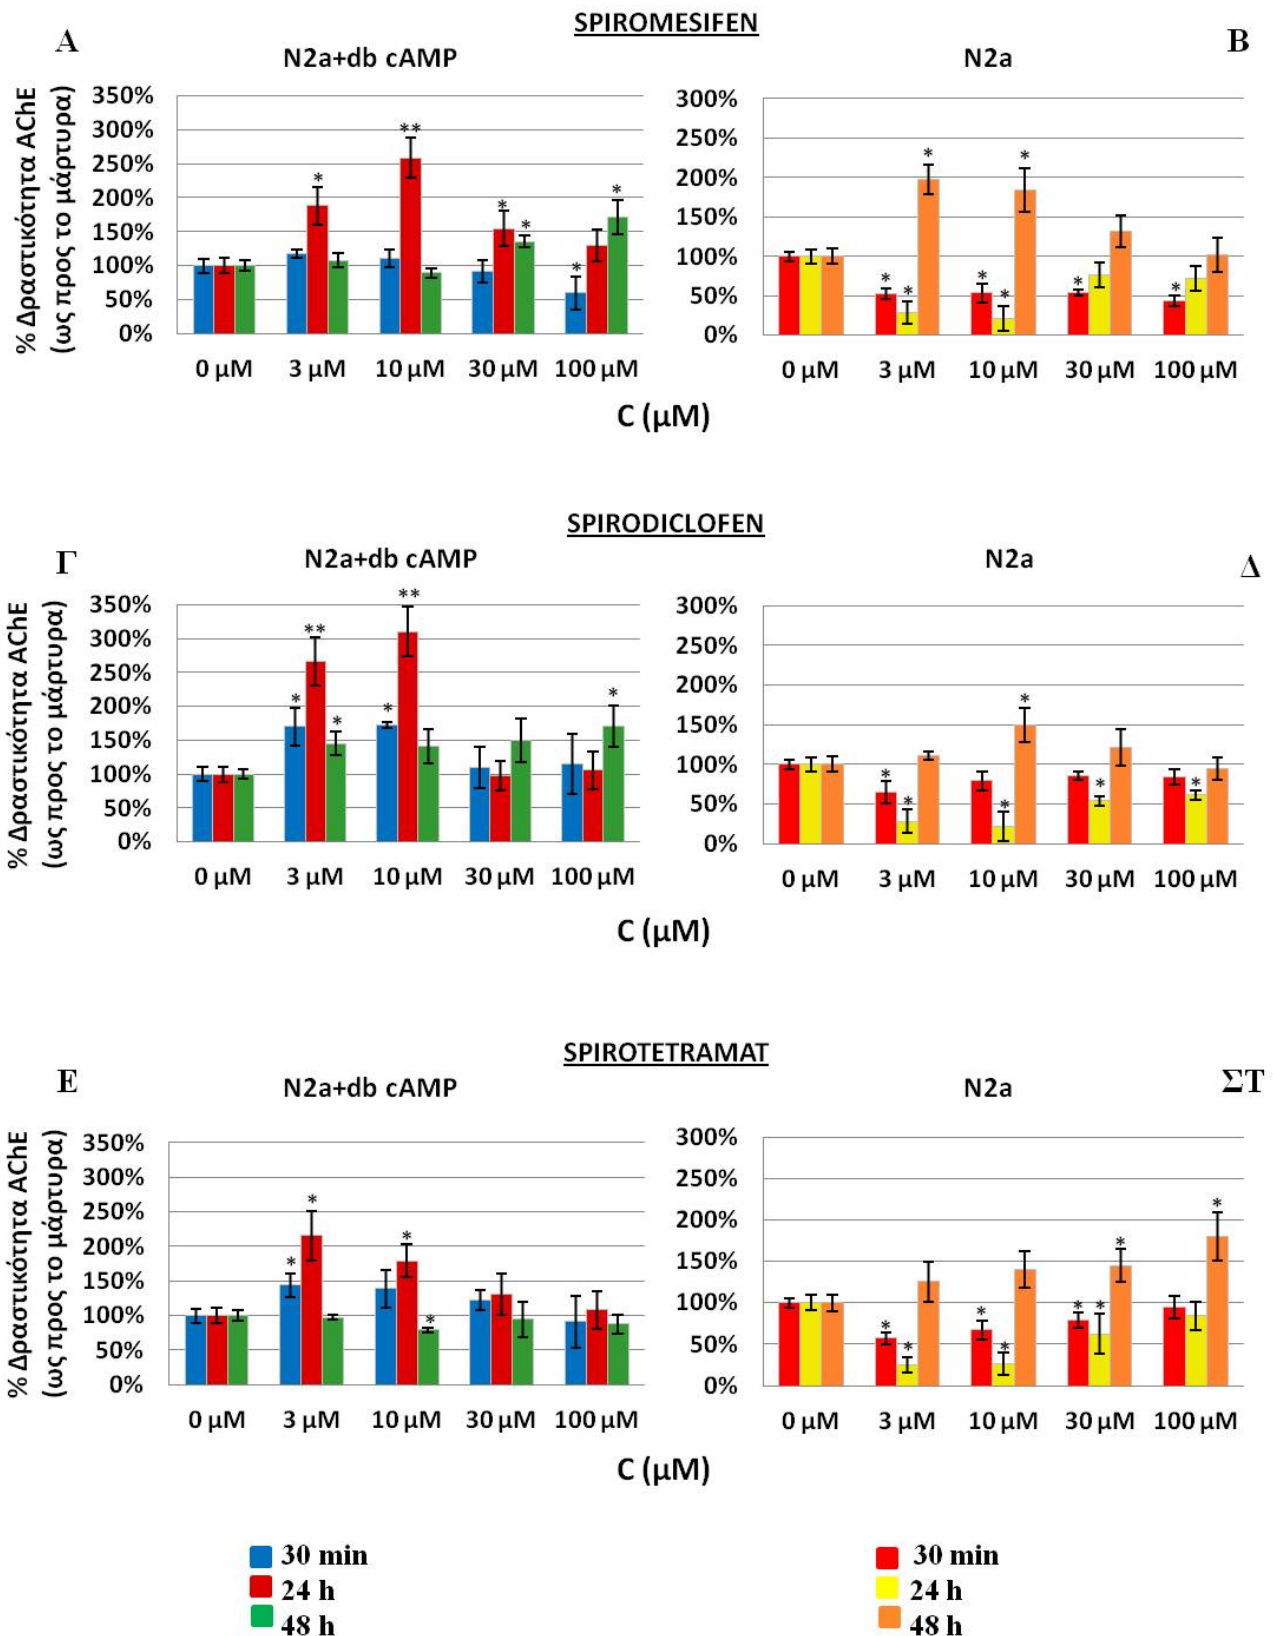 SPIROMESIFEN
A
B
N2a+db cAMP
N2a
% Δραστικότητα AChE
(ως προς το μάρτυρα)
350%
300%
250%
200%
150%
100%
50%
0%
*
**
*
*
*
*
0 μM 3 μM 10 μM 30 μM 100 μM
300%
250%
200%
150%
100%
50%
0%
*
*
*
*
*
*
*
*
0 μM 3 μM 10 μM 30 μM 100 μM
C (μM)
SPIRODICLOFEN
Γ
Δ
N2a+db cAMP
N2a
% Δραστικότητα AChE
(ως προς το μάρτυρα)
350%
300%
250%
200%
150%
100%
50%
0%
*
**
*
*
**
*
0 μM 3 μM 10 μM 30 μM 100 μM
300%
250%
200%
150%
100%
50%
0%
*
*
*
*
*
*
0 μM 3 μM 10 μM 30 μM 100 μM
C (μM)
SPIROTETRAMAT
E
ΣΤ
N2a+db cAMP
N2a
% Δραστικότητα AChE
(ως προς το μάρτυρα)
350%
300%
250%
200%
150%
100%
50%
0%
*
*
*
*
0 μM 3 μM 10 μM 30 μM 100 μM
300%
250%
200%
150%
100%
50%
0%
*
*
*
*
*
*
*
*
0 μM 3 μM 10 μM 30 μM 100 μM
C (μM)
30 min
24 h
48 h
30 min
24 h
48 h